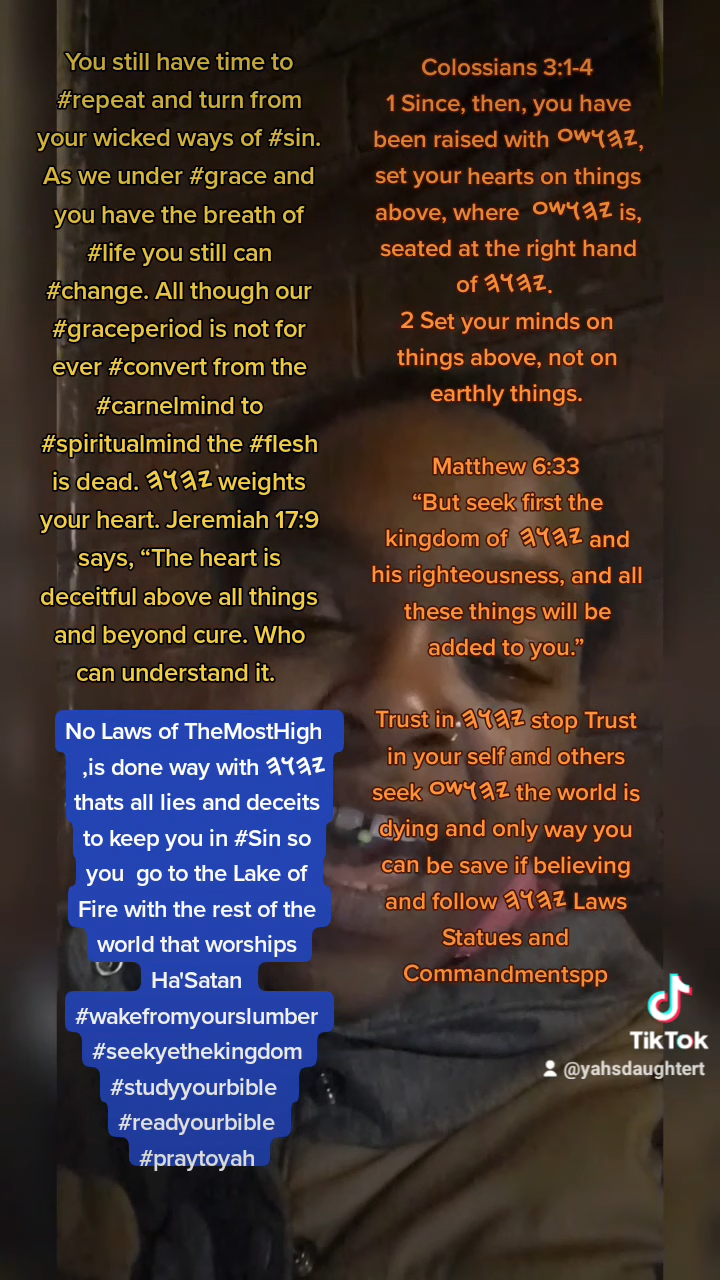 You still have time to
#repeat and turn from
your wicked ways of #sin.
As we under #grace and
you have the breath of
#life you still can
#change. All though our
#graceperiod is not for
ever #convert from the
#carnelmind to
#spiritualmind the #flesh
is dead. 𐤉𐤄𐤅𐤄 weights
your heart. Jeremiah 17:9
says, “The heart is
deceitful above all things
and beyond cure. Who
can understand it.
No Laws of TheMostHigh
,is done way with 𐤉𐤄𐤅𐤄
thats all lies and deceits
to keep you in #Sin so
you go to the Lake of
Fire with the rest of the
world that worships
Ha'Satan
#wakefromyourslumber
#seekyethekingdom
#studyyourbible
#readyourbible
#praytoyah
Colossians 3:1-4
1 Since, then, you have
been raised with 𐤉𐤄𐤅𐤔𐤏,
set your hearts on things
above, where 𐤉𐤄𐤅𐤔𐤏 is,
seated at the right hand
of 𐤉𐤄𐤅𐤄.
2 Set your minds on
things above, not on
earthly things.
Matthew 6:33
“But seek first the
kingdom of 𐤉𐤄𐤅𐤄 and
his righteousness, and all
these things will be
added to you.”
Trust in 𐤉𐤄𐤅𐤄 stop Trust
in your self and others
seek 𐤉𐤄𐤅𐤔𐤏 the world is
dying and only way you
can be save if believing
and follow 𐤉𐤄𐤅𐤄 Laws
Statues and
Commandmentspp
TikTok
@yahsdaughtert